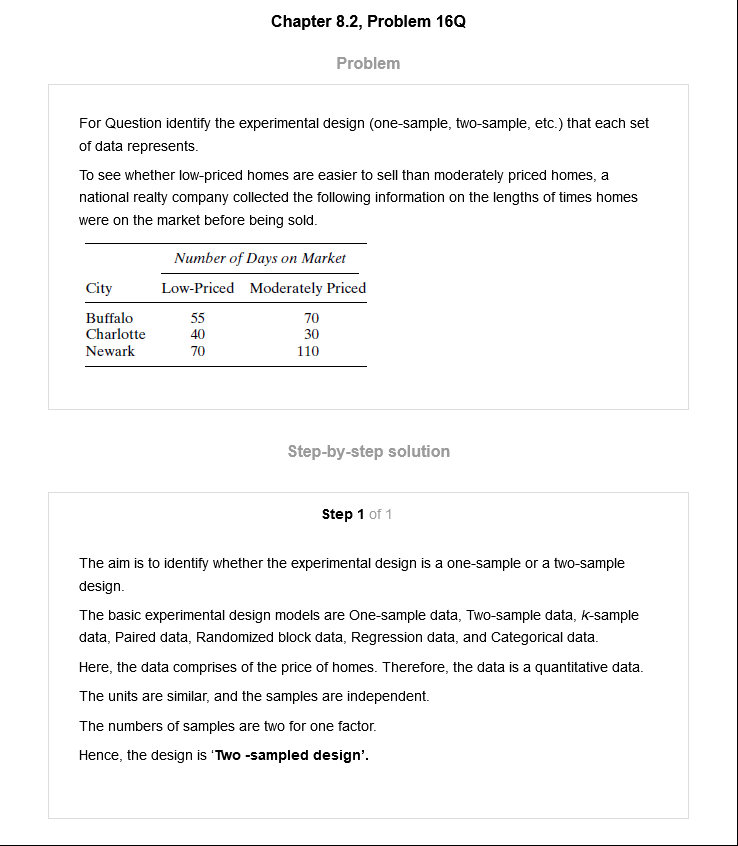 Chapter 8.2, Problem 16Q
Problem
For Question identify the experimental design (one-sample, two-sample, etc.) that each set
of data represents.
To see whether low-priced homes are easier to sell than moderately priced homes, a
national realty company collected the following information on the lengths of times homes
were on the market before being sold.
Number of Days on Market
City Low-Priced Moderately Priced
Buffalo 55 70
Charlotte 40 30
Newark 70 110
Step-by-step solution
Step 1 of 1
The aim is to identify whether the experimental design is a one-sample or a two-sample
design.
The basic experimental design models are One-sample data, Two-sample data, k-sample
data, Paired data, Randomized block data, Regression data, and Categorical data.
Here, the data comprises of the price of homes. Therefore, the data is a quantitative data.
The units are similar, and the samples are independent.
The numbers of samples are two for one factor.
Hence, the design is ‘Two -sampled design’.